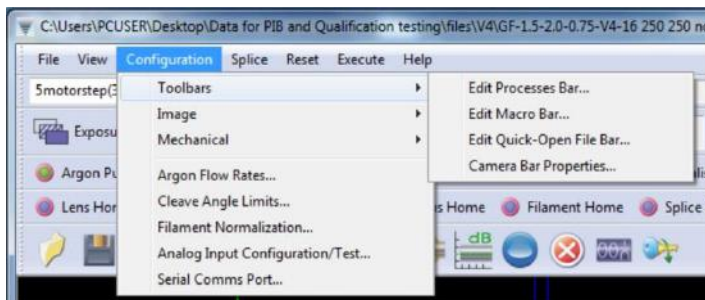 C:\Users\PCUSER\Desktop\Data for PIB and Qualification testing\files\V4\GF-1.5-2.0-0.75-V4-16 250 250
File View Configuration Splice Reset Execute Help
5motorstep(3
Toolbars
Edit Processes Bar...
Image
Edit Macro Bar...
Exposu
Mechanical
Edit Quick-Open File Bar...
Camera Bar Properties...
Argon Pu
Argon Flow Rates...
Cleave Angle Limits...
Lens Hor
s Home Filament Home Splice
Filament Normalization...
dB
Analog Input Configuration/Test...
Serial Comms Port...